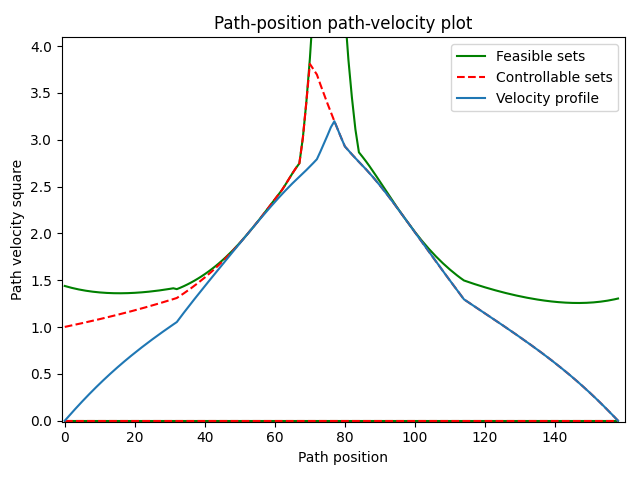 Path-position path-velocity plot
Feasible sets
Controllable sets
Velocity profile
Path velocity square
4.0
3.5
3.0
2.5
2.0
1.5
1.0
0.5
0.0
0 20 40 60 80 100 120 140
Path position